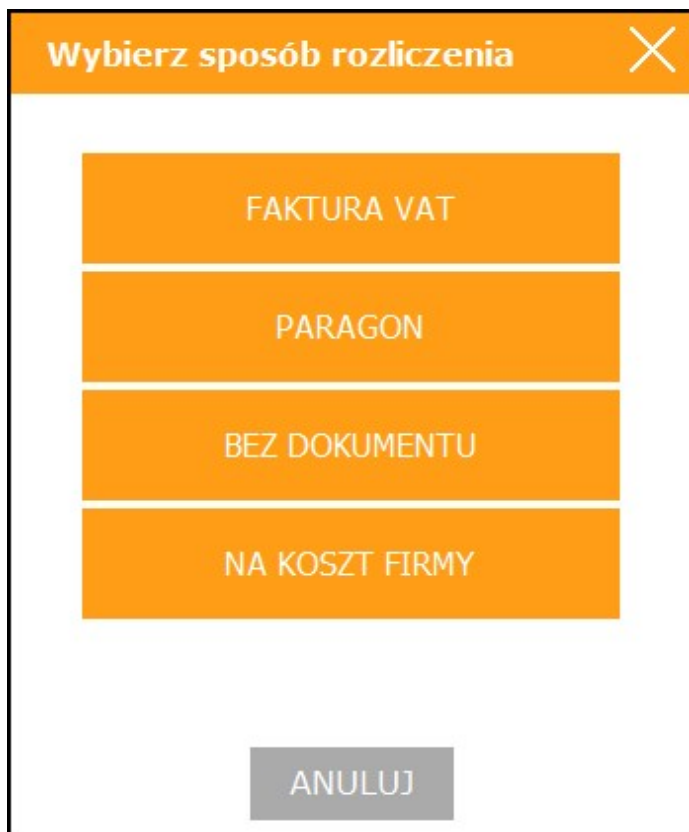 Wybierz sposób rozliczenia
FAKTURA VAT
PARAGON
BEZ DOKUMENTU
NA KOSZT FIRMY
ANULUJ